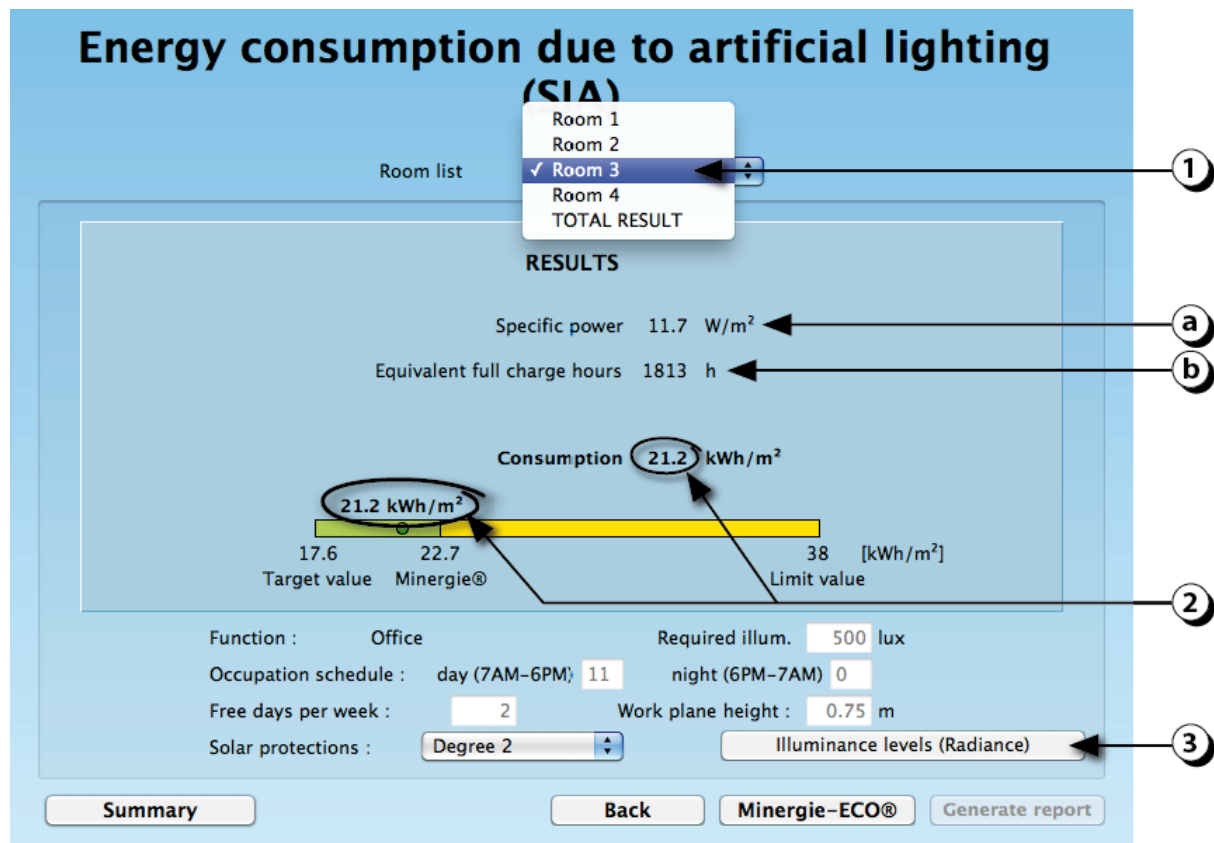 Energy consumption due to artificial lighting
(SIA)
Room 1
Room 2
Room list ✓ Room 3 1
Room 4
TOTAL RESULT
RESULTS
Specific power 11.7 W/m² a
Equivalent full charge hours 1813 h b
Consumption 21.2 kWh/m²
21.2 kWh/m²
17.6 22.7 38 [kWh/m²]
Target value Minergie® Limit value
2
Function : Office Required illum. 500 lux
Occupation schedule : day (7AM–6PM) 11 night (6PM–7AM) 0
Free days per week : 2 Work plane height : 0.75 m
Solar protections : Degree 2 Illuminance levels (Radiance) 3
Summary Back Minergie–ECO® Generate report